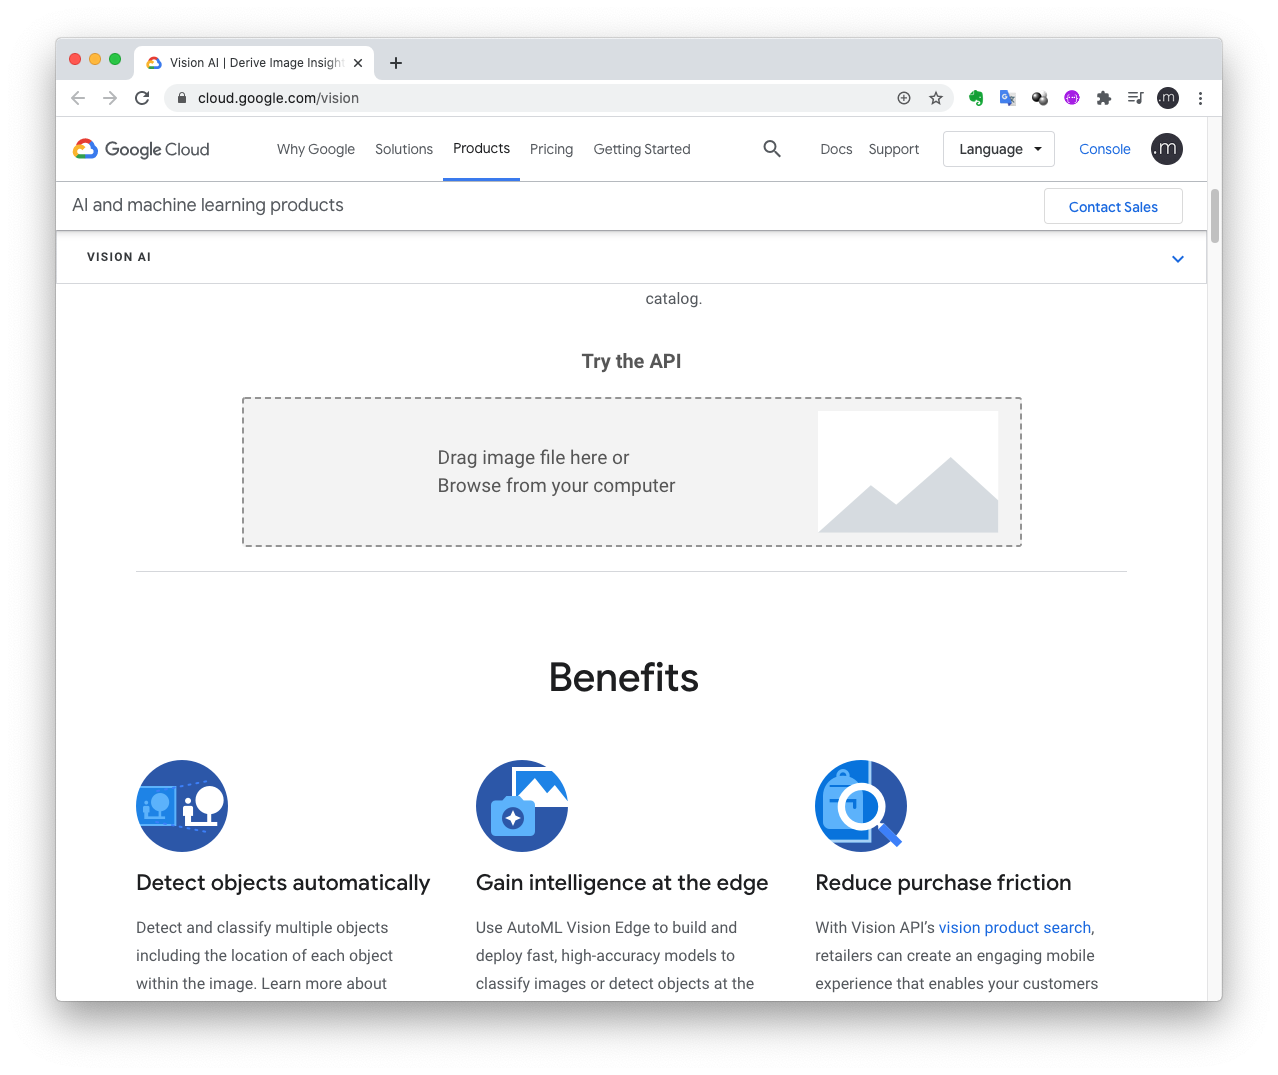 Vision AI | Derive Image Insight
cloud.google.com/vision
.m
Google Cloud
Why Google
Solutions
Products
Pricing
Getting Started
Docs
Support
Language
Console
.m
AI and machine learning products
Contact Sales
VISION AI
catalog.
Try the API
Drag image file here or
Browse from your computer
Benefits
Detect objects automatically
Detect and classify multiple objects
including the location of each object
within the image. Learn more about
Gain intelligence at the edge
Use AutoML Vision Edge to build and
deploy fast, high-accuracy models to
classify images or detect objects at the
Reduce purchase friction
With Vision API’s vision product search,
retailers can create an engaging mobile
experience that enables your customers